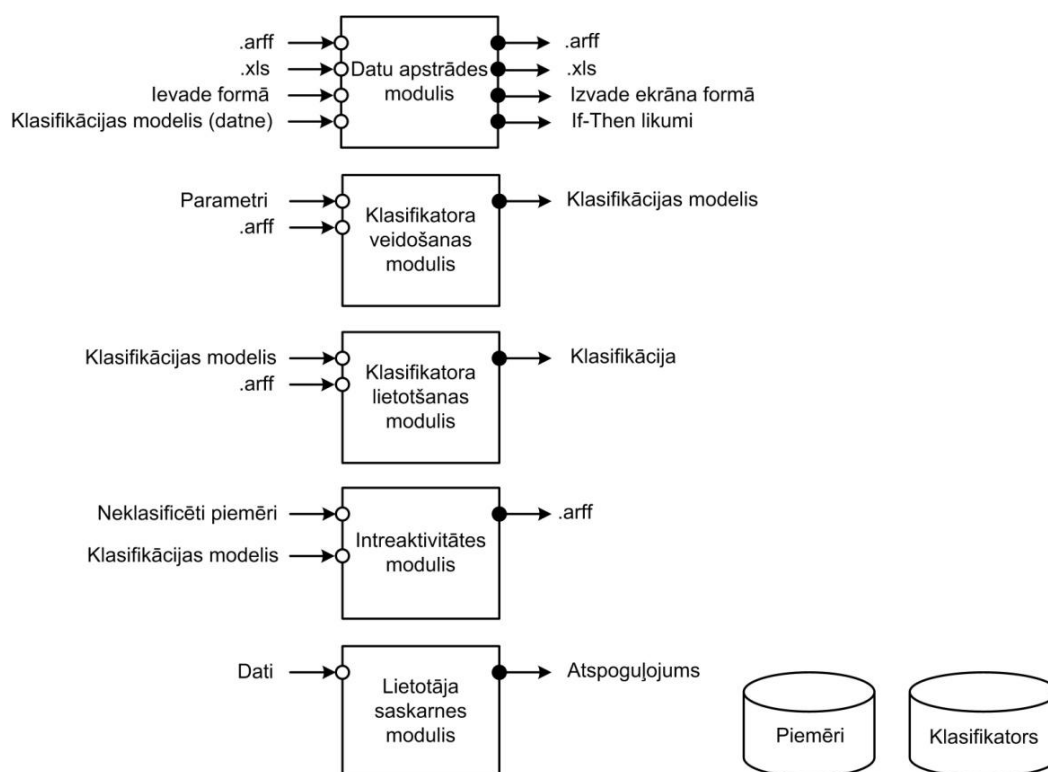 .arff
.xls
Ievade formā
Klasifikācijas modelis (datne)
Datu apstrādes
modulis
.arff
.xls
Izvade ekrāna formā
If-Then likumi
Parametri
.arff
Klasifikatora
veidošanas
modulis
Klasifikācijas modelis
Klasifikācijas modelis
.arff
Klasifikatora
lietotšanas
modulis
Klasifikācija
Neklasificēti piemēri
Klasifikācijas modelis
Intreaktivitātes
modulis
.arff
Dati
Lietotāja
saskarnes
modulis
Atspoguļojums
Piemēri
Klasifikators